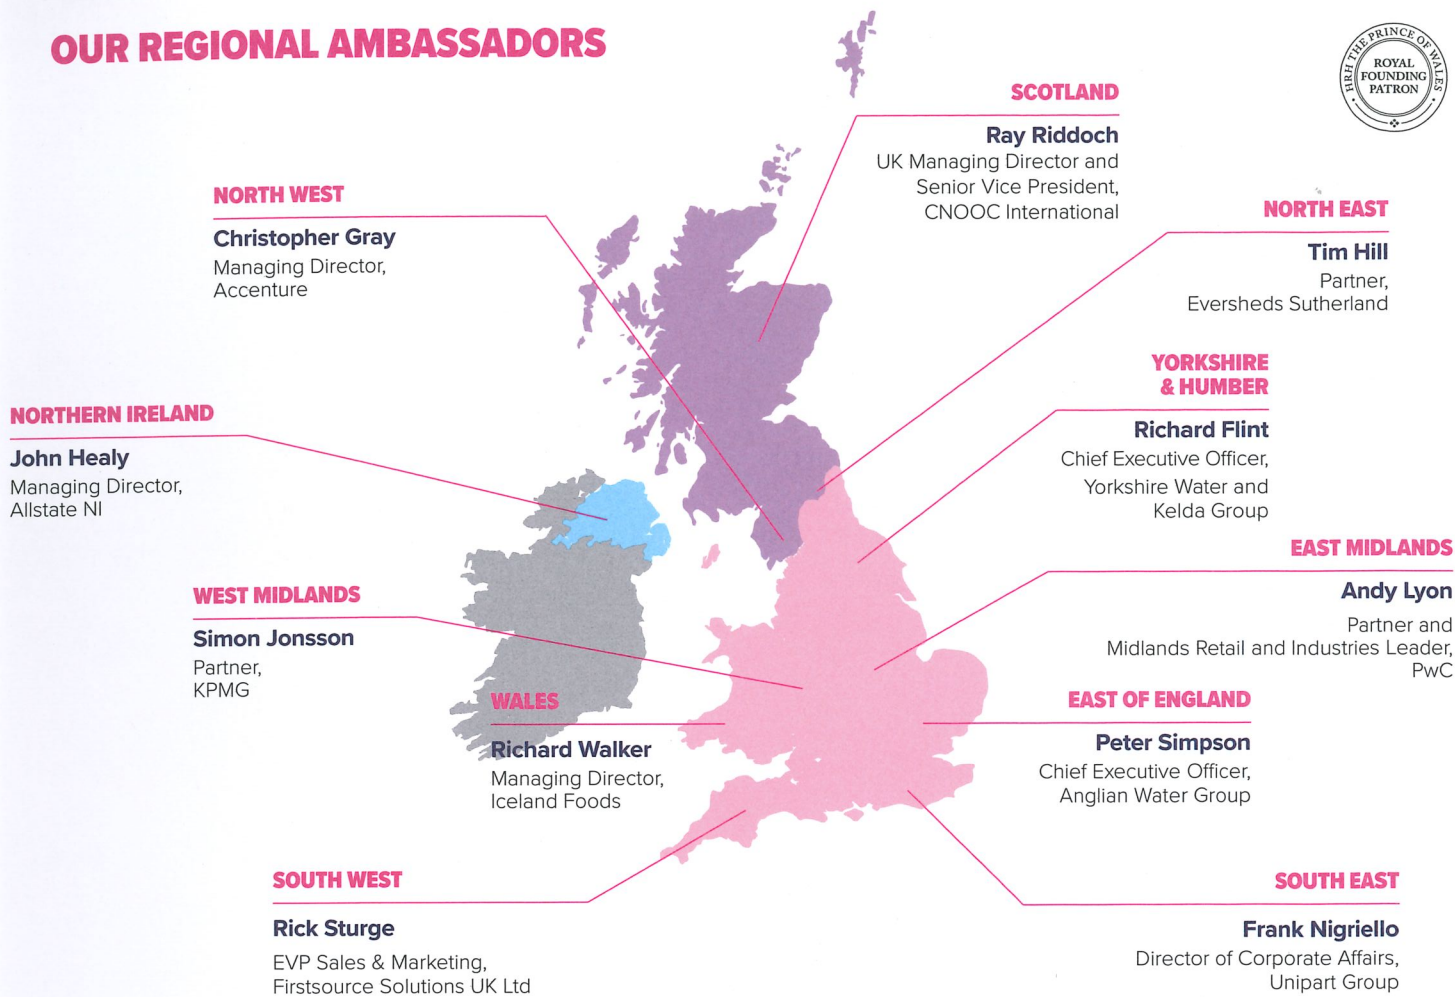 OUR REGIONAL AMBASSADORS
HRH THE PRINCE OF WALES
ROYAL
FOUNDING
PATRON
SCOTLAND
Ray Riddoch
UK Managing Director and
Senior Vice President,
CNOOC International
NORTH WEST
Christopher Gray
Managing Director,
Accenture
NORTH EAST
Tim Hill
Partner,
Eversheds Sutherland
YORKSHIRE
& HUMBER
Richard Flint
Chief Executive Officer,
Yorkshire Water and
Kelda Group
NORTHERN IRELAND
John Healy
Managing Director,
Allstate NI
EAST MIDLANDS
Andy Lyon
Partner and
Midlands Retail and Industries Leader,
PwC
WEST MIDLANDS
Simon Jonsson
Partner,
KPMG
WALES
Richard Walker
Managing Director,
Iceland Foods
EAST OF ENGLAND
Peter Simpson
Chief Executive Officer,
Anglian Water Group
SOUTH WEST
Rick Sturge
EVP Sales & Marketing,
Firstsource Solutions UK Ltd
SOUTH EAST
Frank Nigriello
Director of Corporate Affairs,
Unipart Group